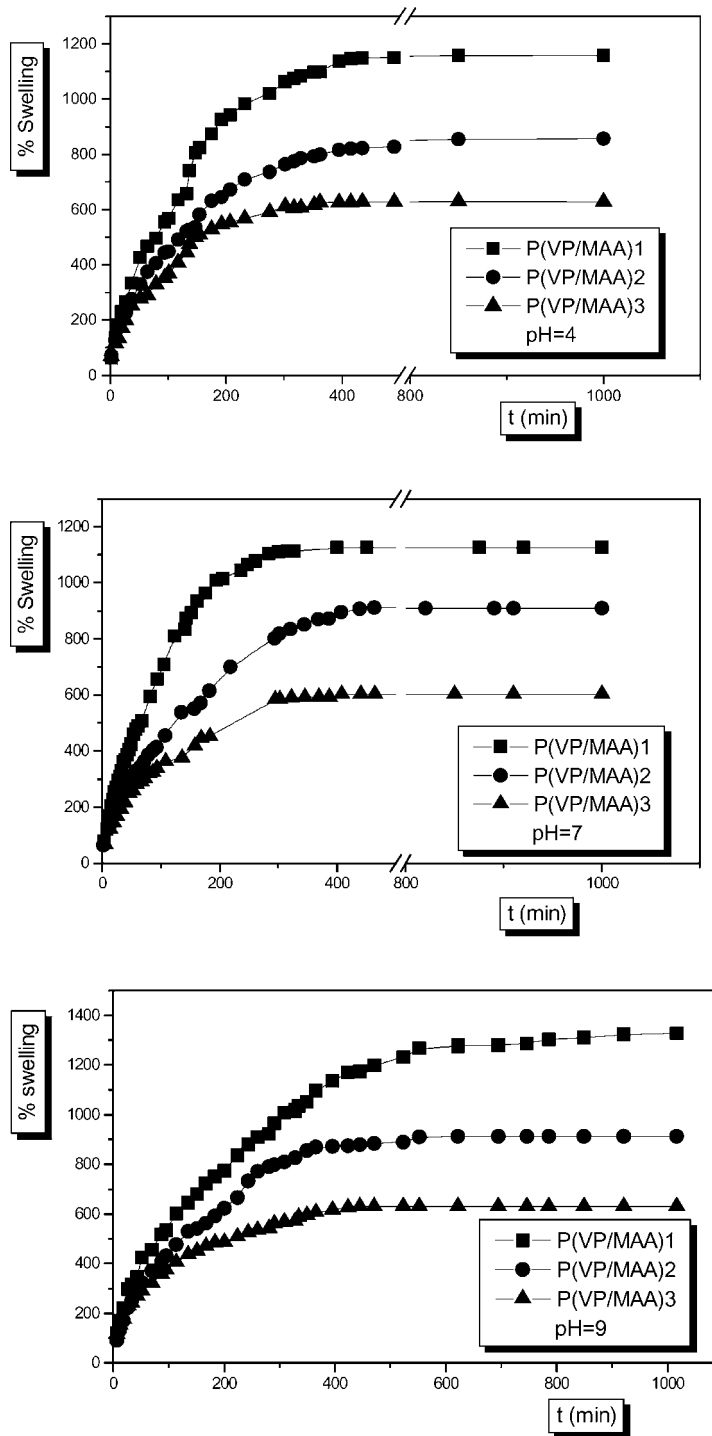 % Swelling
1200
1000
800
600
400
200
0
P(VP/MAA)1
P(VP/MAA)2
P(VP/MAA)3
pH=4
0 200 400 800 1000
t (min)
% Swelling
1200
1000
800
600
400
200
0
P(VP/MAA)1
P(VP/MAA)2
P(VP/MAA)3
pH=7
0 200 400 800 1000
t (min)
% swelling
1400
1200
1000
800
600
400
200
0
P(VP/MAA)1
P(VP/MAA)2
P(VP/MAA)3
pH=9
0 200 400 600 800 1000
t (min)